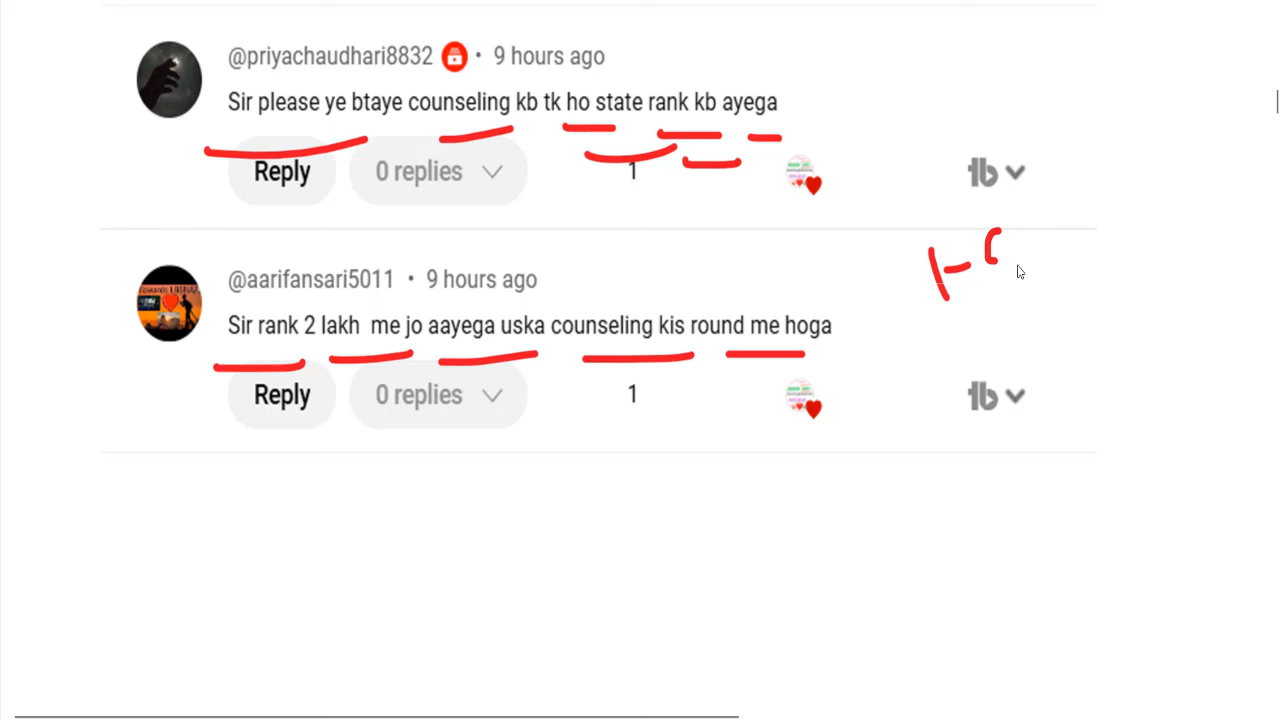 @priyachaudhari8832 • 9 hours ago
Sir please ye btaye counseling kb tk ho state rank kb ayega
Reply 0 replies 1
@aarifansari5011 • 9 hours ago
Sir rank 2 lakh me jo aayega uska counseling kis round me hoga
Reply 0 replies 1